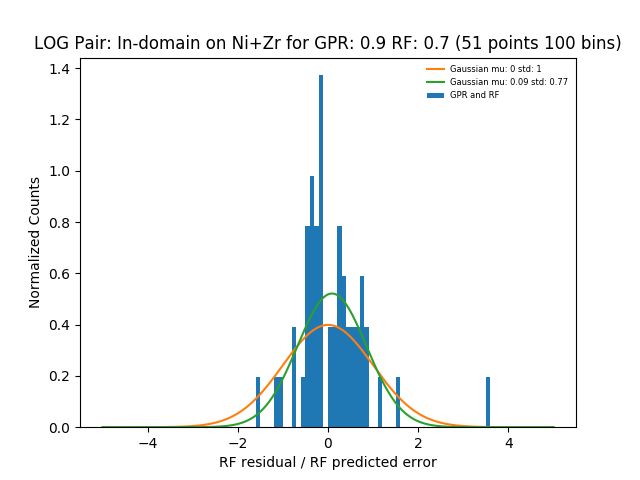 LOG Pair: In-domain on Ni+Zr for GPR: 0.9 RF: 0.7 (51 points 100 bins)
Gaussian mu: 0 std: 1
Gaussian mu: 0.09 std: 0.77
GPR and RF
Normalized Counts
1.4
1.2
1.0
0.8
0.6
0.4
0.2
0.0
−4 −2 0 2 4
RF residual / RF predicted error